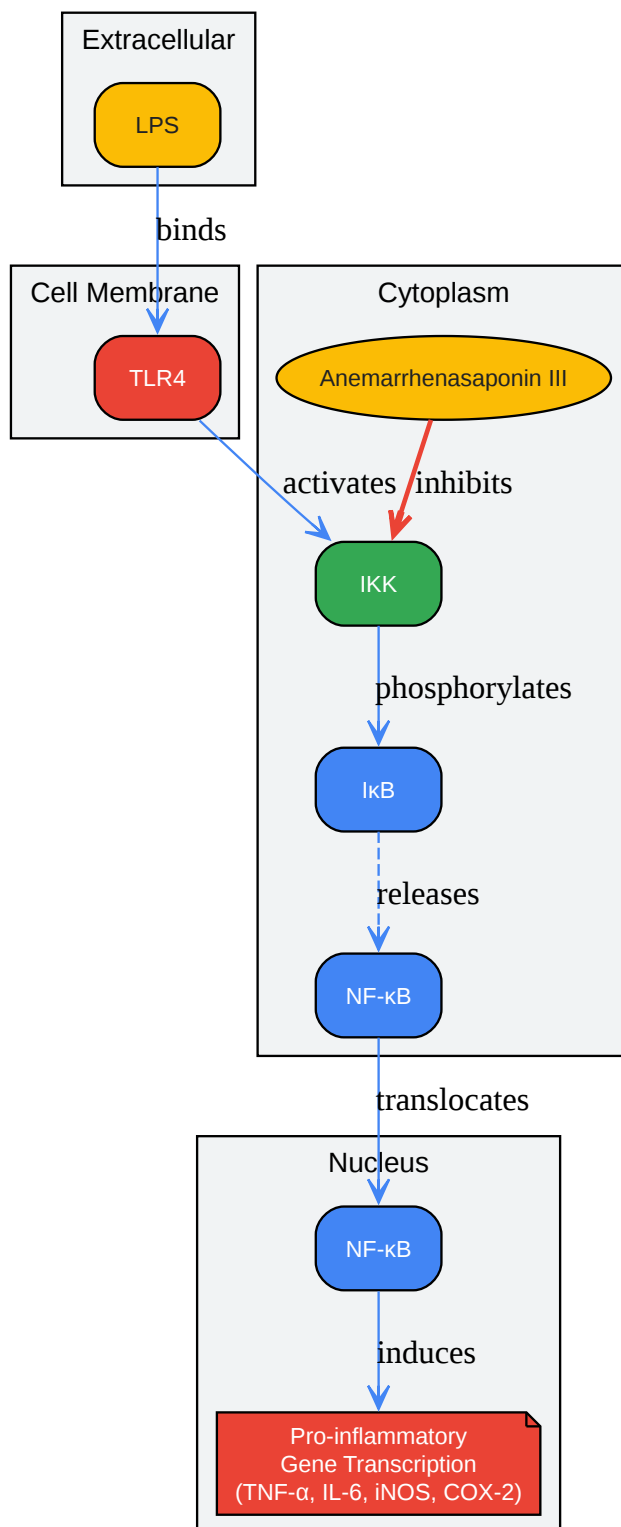 Extracellular
LPS
binds
Cell Membrane
TLR4
Cytoplasm
Anemarrhenasaponin III
activates
inhibits
IKK
phosphorylates
IκB
releases
NF-κB
translocates
Nucleus
NF-κB
induces
Pro-inflammatory
Gene Transcription
(TNF-α, IL-6, iNOS, COX-2)